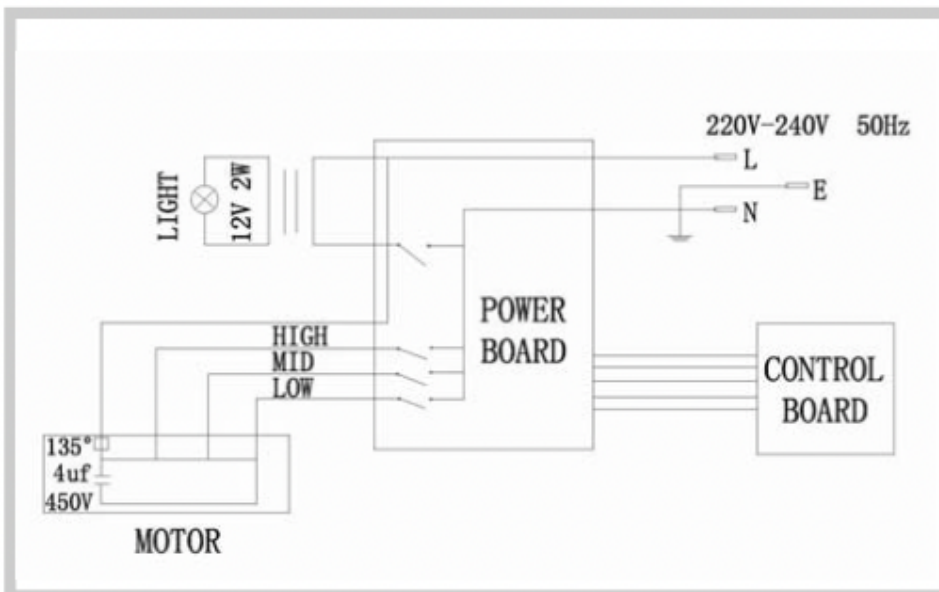 220V-240V 50Hz
L
E
N
LIGHT
12V 2W
POWER
BOARD
HIGH
MID
LOW
CONTROL
BOARD
135°
4uf
450V
MOTOR